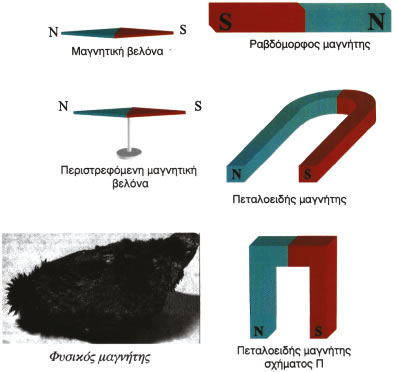 N S
Μαγνητική βελόνα
S N
Ραβδόμορφος μαγνήτης
N S
Περιστρεφόμενη μαγνητική
βελόνα
N S
Πεταλοειδής μαγνήτης
Φυσικός μαγνήτης
N S
Πεταλοειδής μαγνήτης
σχήματος Π